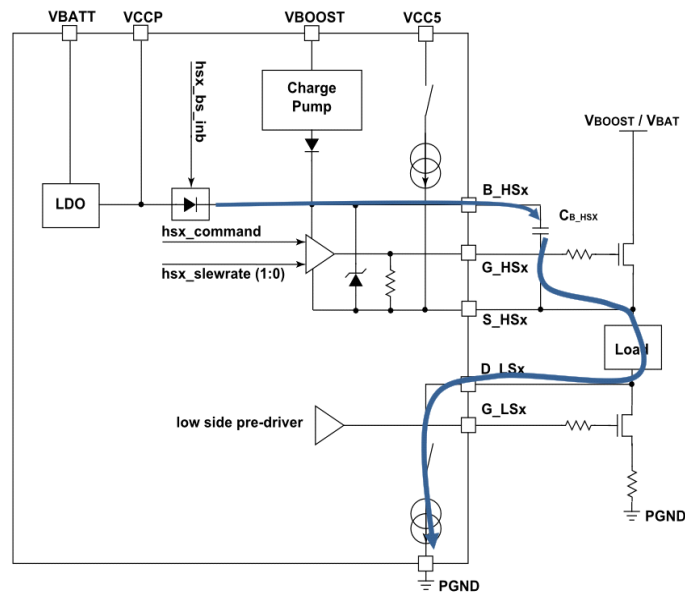 VBATT VCCP VBOOST VCC5
hsx_bs_inb
Charge
Pump
VBOOST / VBAT
LDO
B_HSx
CB_HSX
hsx_command
G_HSx
hsx_slewrate (1:0)
S_HSx
Load
D_LSx
G_LSx
low side pre-driver
PGND
PGND